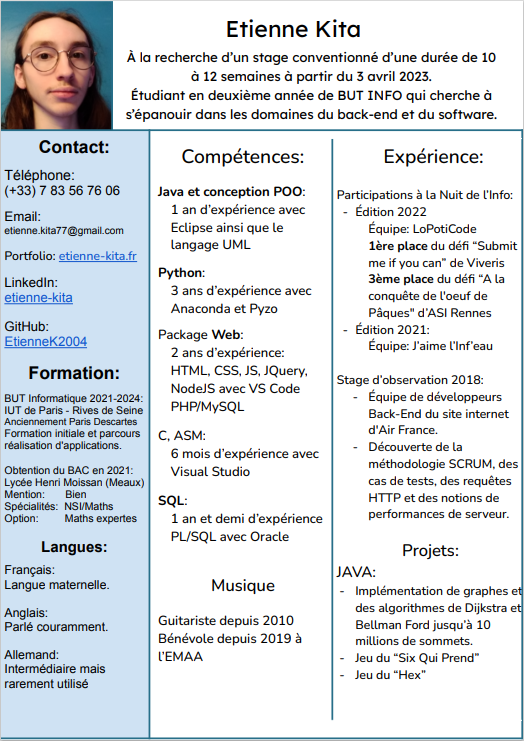 Etienne Kita
À la recherche d'un stage conventionné d'une durée de 10
à 12 semaines à partir du 3 avril 2023.
Étudiant en deuxième année de BUT INFO qui cherche à
s'épanouir dans les domaines du back-end et du software.
Contact:
Téléphone:
(+33) 7 83 56 76 06
Email:
etienne.kita77@gmail.com
Portfolio: etienne-kita.fr
LinkedIn:
etienne-kita
GitHub:
EtienneK2004
Formation:
BUT Informatique 2021-2024:
IUT de Paris - Rives de Seine
Anciennement Paris Descartes
Formation initiale et parcours
réalisation d'applications.
Obtention du BAC en 2021:
Lycée Henri Moissan (Meaux)
Mention: Bien
Spécialités: NSI/Maths
Option: Maths expertes
Langues:
Français:
Langue maternelle.
Anglais:
Parlé couramment.
Allemand:
Intermédiaire mais
rarement utilisé
Compétences:
Java et conception POO:
1 an d'expérience avec
Eclipse ainsi que le
langage UML
Python:
3 ans d'expérience avec
Anaconda et Pyzo
Package Web:
2 ans d'expérience:
HTML, CSS, JS, JQuery,
NodeJS avec VS Code
PHP/MySQL
C, ASM:
6 mois d'expérience avec
Visual Studio
SQL:
1 an et demi d'expérience
PL/SQL avec Oracle
Musique
Guitariste depuis 2010
Bénévole depuis 2019 à
l'EMAA
Expérience:
Participations à la Nuit de l'Info:
- Édition 2022
Équipe: LoPotiCode
1ère place du défi "Submit
me if you can" de Viveris
3ème place du défi "A la
conquête de l'oeuf de
Pâques" d'ASI Rennes
- Édition 2021:
Équipe: J'aime l'Inf'eau
Stage d'observation 2018:
- Équipe de développeurs
Back-End du site internet
d'Air France.
- Découverte de la
méthodologie SCRUM, des
cas de tests, des requêtes
HTTP et des notions de
performances de serveur.
Projets:
JAVA:
- Implémentation de graphes et
des algorithmes de Dijkstra et
Bellman Ford jusqu'à 10
millions de sommets.
- Jeu du "Six Qui Prend"
- Jeu du "Hex"